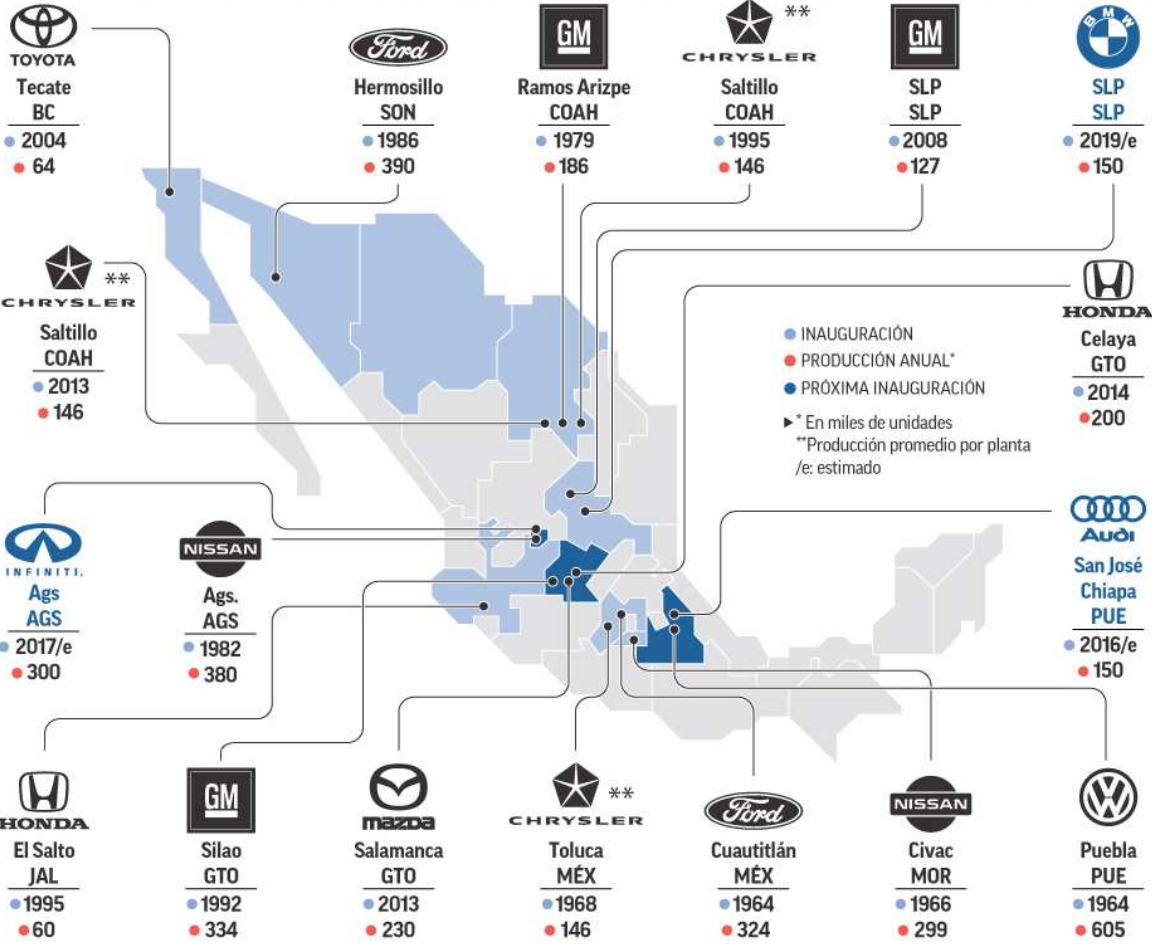 TOYOTA
Tecate
BC
2004
64
Ford
Hermosillo
SON
1986
390
GM
Ramos Arizpe
COAH
1979
186
**
CHRYSLER
Saltillo
COAH
1995
146
GM
SLP
SLP
2008
127
BMW
SLP
SLP
2019/e
150
**
CHRYSLER
Saltillo
COAH
2013
146
INAUGURACIÓN
PRODUCCIÓN ANUAL*
PRÓXIMA INAUGURACIÓN
* En miles de unidades
**Producción promedio por planta
/e: estimado
HONDA
Celaya
GTO
2014
200
INFINITI.
Ags
AGS
2017/e
300
NISSAN
Ags.
AGS
1982
380
Audi
San José
Chiapa
PUE
2016/e
150
HONDA
El Salto
JAL
1995
60
GM
Silao
GTO
1992
334
mazda
Salamanca
GTO
2013
230
**
CHRYSLER
Toluca
MÉX
1968
146
Ford
Cuautitlán
MÉX
1964
324
NISSAN
Civac
MOR
1966
299
VW
Puebla
PUE
1964
605